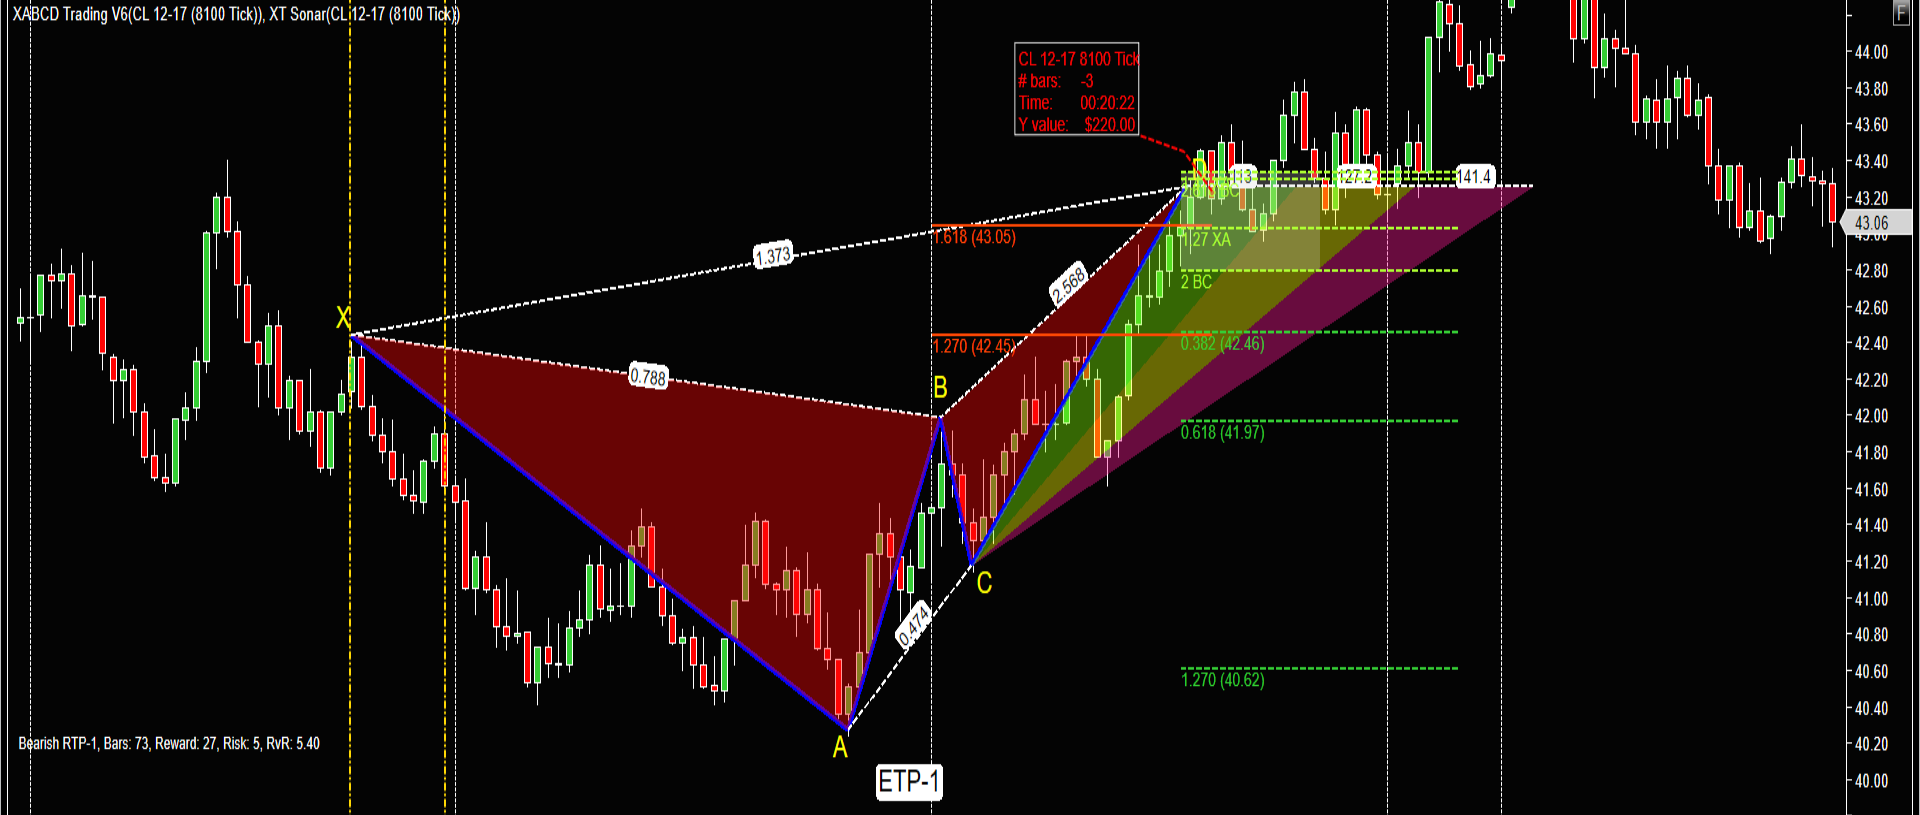 XABCD Trading V6(CL 12-17 (8100 Tick)), XT Sonar(CL 12-17 (8100 Tick))
F
CL 12-17 8100 Tick
# bars: -3
Time: 00:20:22
Y value: $220.00
44.00
43.80
43.60
43.40
43.20
43.06
43.00
42.80
42.60
42.40
42.20
42.00
41.80
41.60
41.40
41.20
41.00
40.80
40.60
40.40
40.20
40.00
D
127.2
141.4
1.618 (43.05)
1.27 XA
1.373
2 BC
2.568
X
1.270 (42.45)
0.382 (42.46)
0.788
B
0.618 (41.97)
C
0.474
1.270 (40.62)
A
Bearish RTP-1, Bars: 73, Reward: 27, Risk: 5, RvR: 5.40
ETP-1